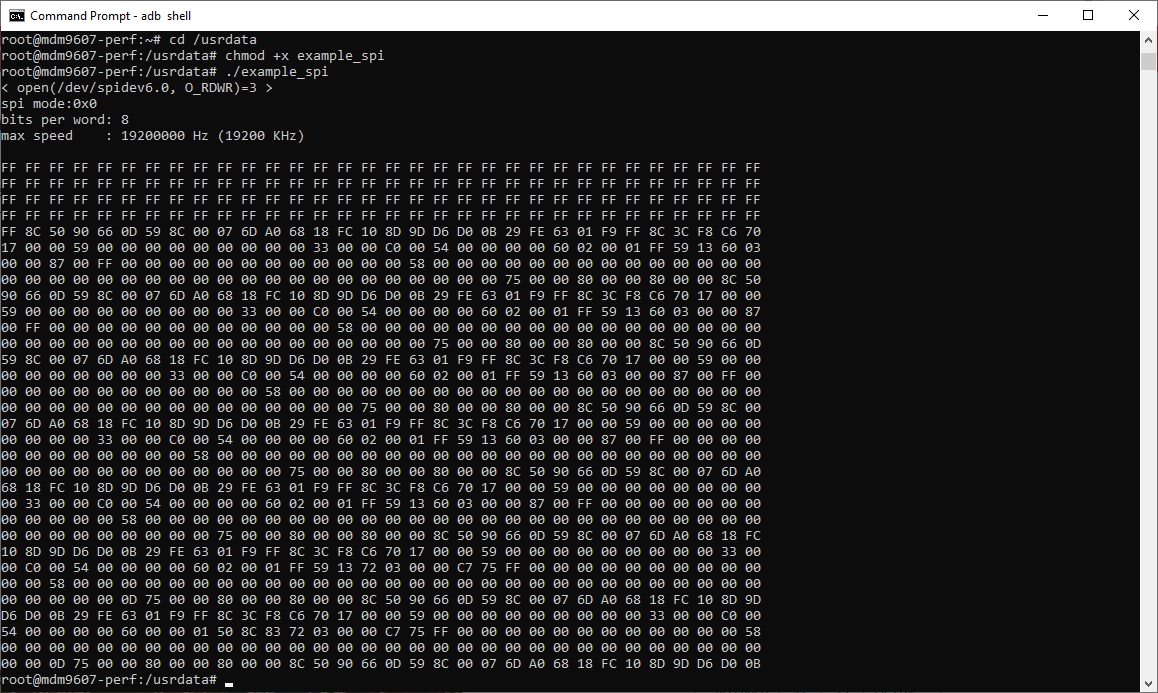 Command Prompt - adb  shell
root@mdm9607-perf:~# cd /usrdata
root@mdm9607-perf:/usrdata# chmod +x example_spi
root@mdm9607-perf:/usrdata# ./example_spi
< open(/dev/spidev6.0, O_RDWR)=3 >
spi mode:0x0
bits per word: 8
max speed    : 19200000 Hz (19200 KHz)
FF FF FF FF FF FF FF FF FF FF FF FF FF FF FF FF FF FF FF FF FF FF FF FF FF FF FF FF FF FF FF FF
FF FF FF FF FF FF FF FF FF FF FF FF FF FF FF FF FF FF FF FF FF FF FF FF FF FF FF FF FF FF FF FF
FF FF FF FF FF FF FF FF FF FF FF FF FF FF FF FF FF FF FF FF FF FF FF FF FF FF FF FF FF FF FF FF
FF FF FF FF FF FF FF FF FF FF FF FF FF FF FF FF FF FF FF FF FF FF FF FF FF FF FF FF FF FF FF FF
FF 8C 50 90 66 0D 59 8C 00 07 6D A0 68 18 FC 10 8D 9D D6 D0 0B 29 FE 63 01 F9 FF 8C 3C F8 C6 70
17 00 00 59 00 00 00 00 00 00 00 00 00 33 00 00 C0 00 54 00 00 00 00 60 02 00 01 FF 59 13 60 03
00 00 87 00 FF 00 00 00 00 00 00 00 00 00 00 00 00 58 00 00 00 00 00 00 00 00 00 00 00 00 00 00
00 00 00 00 00 00 00 00 00 00 00 00 00 00 00 00 00 00 00 00 00 75 00 00 80 00 00 80 00 00 8C 50
90 66 0D 59 8C 00 07 6D A0 68 18 FC 10 8D 9D D6 D0 0B 29 FE 63 01 F9 FF 8C 3C F8 C6 70 17 00 00
59 00 00 00 00 00 00 00 00 00 33 00 00 C0 00 54 00 00 00 00 60 02 00 01 FF 59 13 60 03 00 00 87
00 FF 00 00 00 00 00 00 00 00 00 00 00 00 58 00 00 00 00 00 00 00 00 00 00 00 00 00 00 00 00 00
00 00 00 00 00 00 00 00 00 00 00 00 00 00 00 00 00 00 75 00 00 80 00 00 80 00 00 8C 50 90 66 0D
59 8C 00 07 6D A0 68 18 FC 10 8D 9D D6 D0 0B 29 FE 63 01 F9 FF 8C 3C F8 C6 70 17 00 00 59 00 00
00 00 00 00 00 00 00 33 00 00 C0 00 54 00 00 00 00 60 02 00 01 FF 59 13 60 03 00 00 87 00 FF 00
00 00 00 00 00 00 00 00 00 00 00 58 00 00 00 00 00 00 00 00 00 00 00 00 00 00 00 00 00 00 00 00
00 00 00 00 00 00 00 00 00 00 00 00 00 00 00 75 00 00 80 00 00 80 00 00 8C 50 90 66 0D 59 8C 00
07 6D A0 68 18 FC 10 8D 9D D6 D0 0B 29 FE 63 01 F9 FF 8C 3C F8 C6 70 17 00 00 59 00 00 00 00 00
00 00 00 00 33 00 00 C0 00 54 00 00 00 00 60 02 00 01 FF 59 13 60 03 00 00 87 00 FF 00 00 00 00
00 00 00 00 00 00 00 00 58 00 00 00 00 00 00 00 00 00 00 00 00 00 00 00 00 00 00 00 00 00 00 00
00 00 00 00 00 00 00 00 00 00 00 00 75 00 00 80 00 00 80 00 00 8C 50 90 66 0D 59 8C 00 07 6D A0
68 18 FC 10 8D 9D D6 D0 0B 29 FE 63 01 F9 FF 8C 3C F8 C6 70 17 00 00 59 00 00 00 00 00 00 00 00
00 33 00 00 C0 00 54 00 00 00 00 60 02 00 01 FF 59 13 60 03 00 00 87 00 FF 00 00 00 00 00 00 00
00 00 00 00 00 58 00 00 00 00 00 00 00 00 00 00 00 00 00 00 00 00 00 00 00 00 00 00 00 00 00 00
00 00 00 00 00 00 00 00 00 75 00 00 80 00 00 80 00 00 8C 50 90 66 0D 59 8C 00 07 6D A0 68 18 FC
10 8D 9D D6 D0 0B 29 FE 63 01 F9 FF 8C 3C F8 C6 70 17 00 00 59 00 00 00 00 00 00 00 00 00 33 00
00 C0 00 54 00 00 00 00 60 02 00 01 FF 59 13 72 03 00 00 C7 75 FF 00 00 00 00 00 00 00 00 00 00
00 00 58 00 00 00 00 00 00 00 00 00 00 00 00 00 00 00 00 00 00 00 00 00 00 00 00 00 00 00 00 00
00 00 00 00 00 0D 75 00 00 80 00 00 80 00 00 8C 50 90 66 0D 59 8C 00 07 6D A0 68 18 FC 10 8D 9D
D6 D0 0B 29 FE 63 01 F9 FF 8C 3C F8 C6 70 17 00 00 59 00 00 00 00 00 00 00 00 00 33 00 00 C0 00
54 00 00 00 00 60 00 00 01 50 8C 83 72 03 00 00 C7 75 FF 00 00 00 00 00 00 00 00 00 00 00 00 58
00 00 00 00 00 00 00 00 00 00 00 00 00 00 00 00 00 00 00 00 00 00 00 00 00 00 00 00 00 00 00 00
00 00 0D 75 00 00 80 00 00 80 00 00 8C 50 90 66 0D 59 8C 00 07 6D A0 68 18 FC 10 8D 9D D6 D0 0B
root@mdm9607-perf:/usrdata#